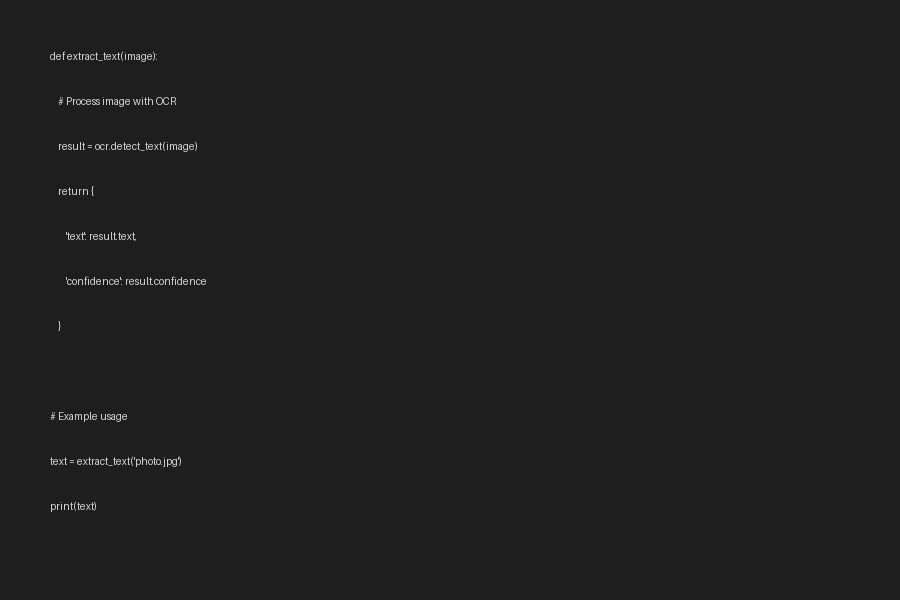 def extract_text(image):
    # Process image with OCR
    result = ocr.detect_text(image)
    return {
        'text': result.text,
        'confidence': result.confidence
    }
# Example usage
text = extract_text('photo.jpg')
print(text)